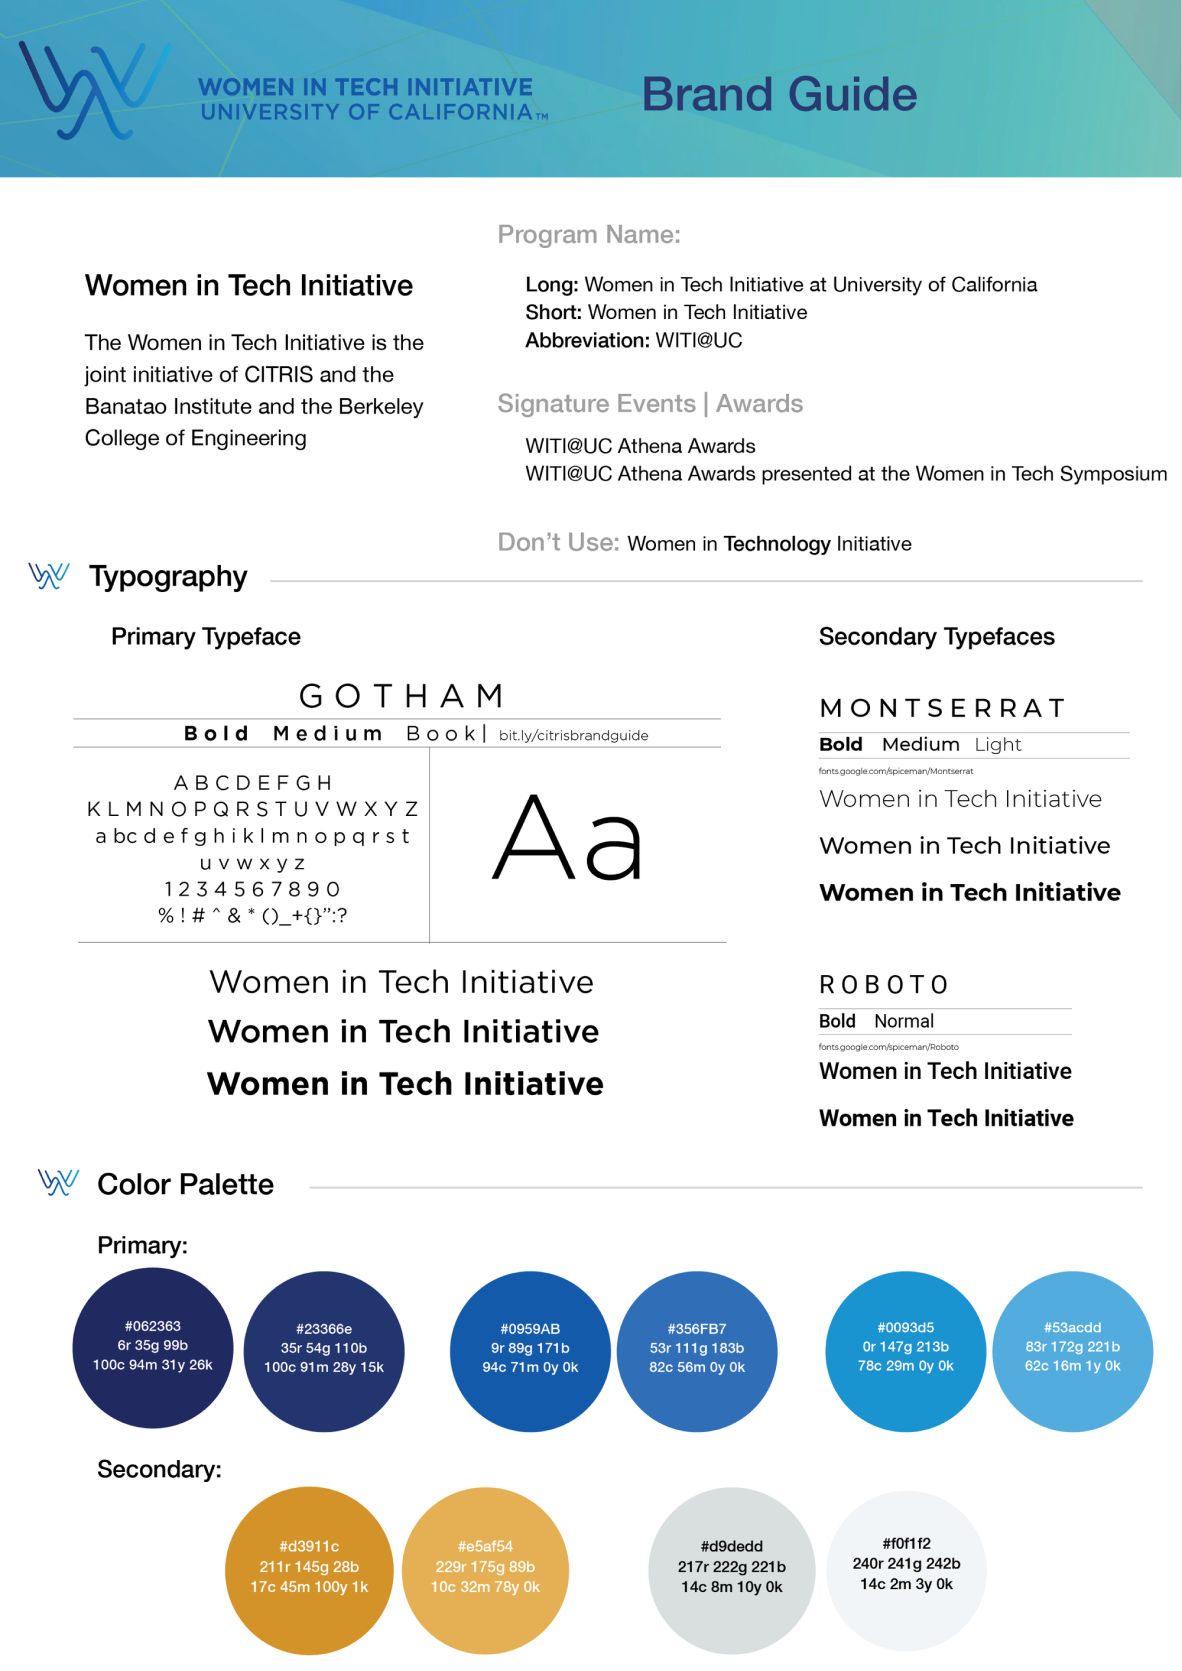 WOMEN IN TECH INITIATIVE
UNIVERSITY OF CALIFORNIA™
Brand Guide
Women in Tech Initiative
The Women in Tech Initiative is the
joint initiative of CITRIS and the
Banatao Institute and the Berkeley
College of Engineering
Program Name:
Long: Women in Tech Initiative at University of California
Short: Women in Tech Initiative
Abbreviation: WITI@UC
Signature Events | Awards
WITI@UC Athena Awards
WITI@UC Athena Awards presented at the Women in Tech Symposium
Don't Use: Women in Technology Initiative
Typography
Primary Typeface
GOTHAM
Bold Medium Book| bit.ly/citrisbrandguide
A B C D E F G H
K L M N O P Q R S T U V W X Y Z
a b c d e f g h i k l m n o p q r s t
u v w x y z
1 2 3 4 5 6 7 8 9 0
% ! # ^ & * ()_+{}”:?
Aa
Women in Tech Initiative
Women in Tech Initiative
Women in Tech Initiative
Secondary Typefaces
MONTSERRAT
Bold Medium Light
fonts.google.com/spiceman/Montserrat
Women in Tech Initiative
Women in Tech Initiative
Women in Tech Initiative
ROBOTO
Bold Normal
fonts.google.com/spiceman/Roboto
Women in Tech Initiative
Women in Tech Initiative
Color Palette
Primary:
#062363
6r 35g 99b
100c 94m 31y 26k
#23366e
35r 54g 110b
100c 91m 28y 15k
#0959AB
9r 89g 171b
94c 71m 0y 0k
#356FB7
53r 111g 183b
82c 56m 0y 0k
#0093d5
0r 147g 213b
78c 29m 0y 0k
#53acdd
83r 172g 221b
62c 16m 1y 0k
Secondary:
#d3911c
211r 145g 28b
17c 45m 100y 1k
#e5af54
229r 175g 89b
10c 32m 78y 0k
#d9dedd
217r 222g 221b
14c 8m 10y 0k
#f0f1f2
240r 241g 242b
14c 2m 3y 0k